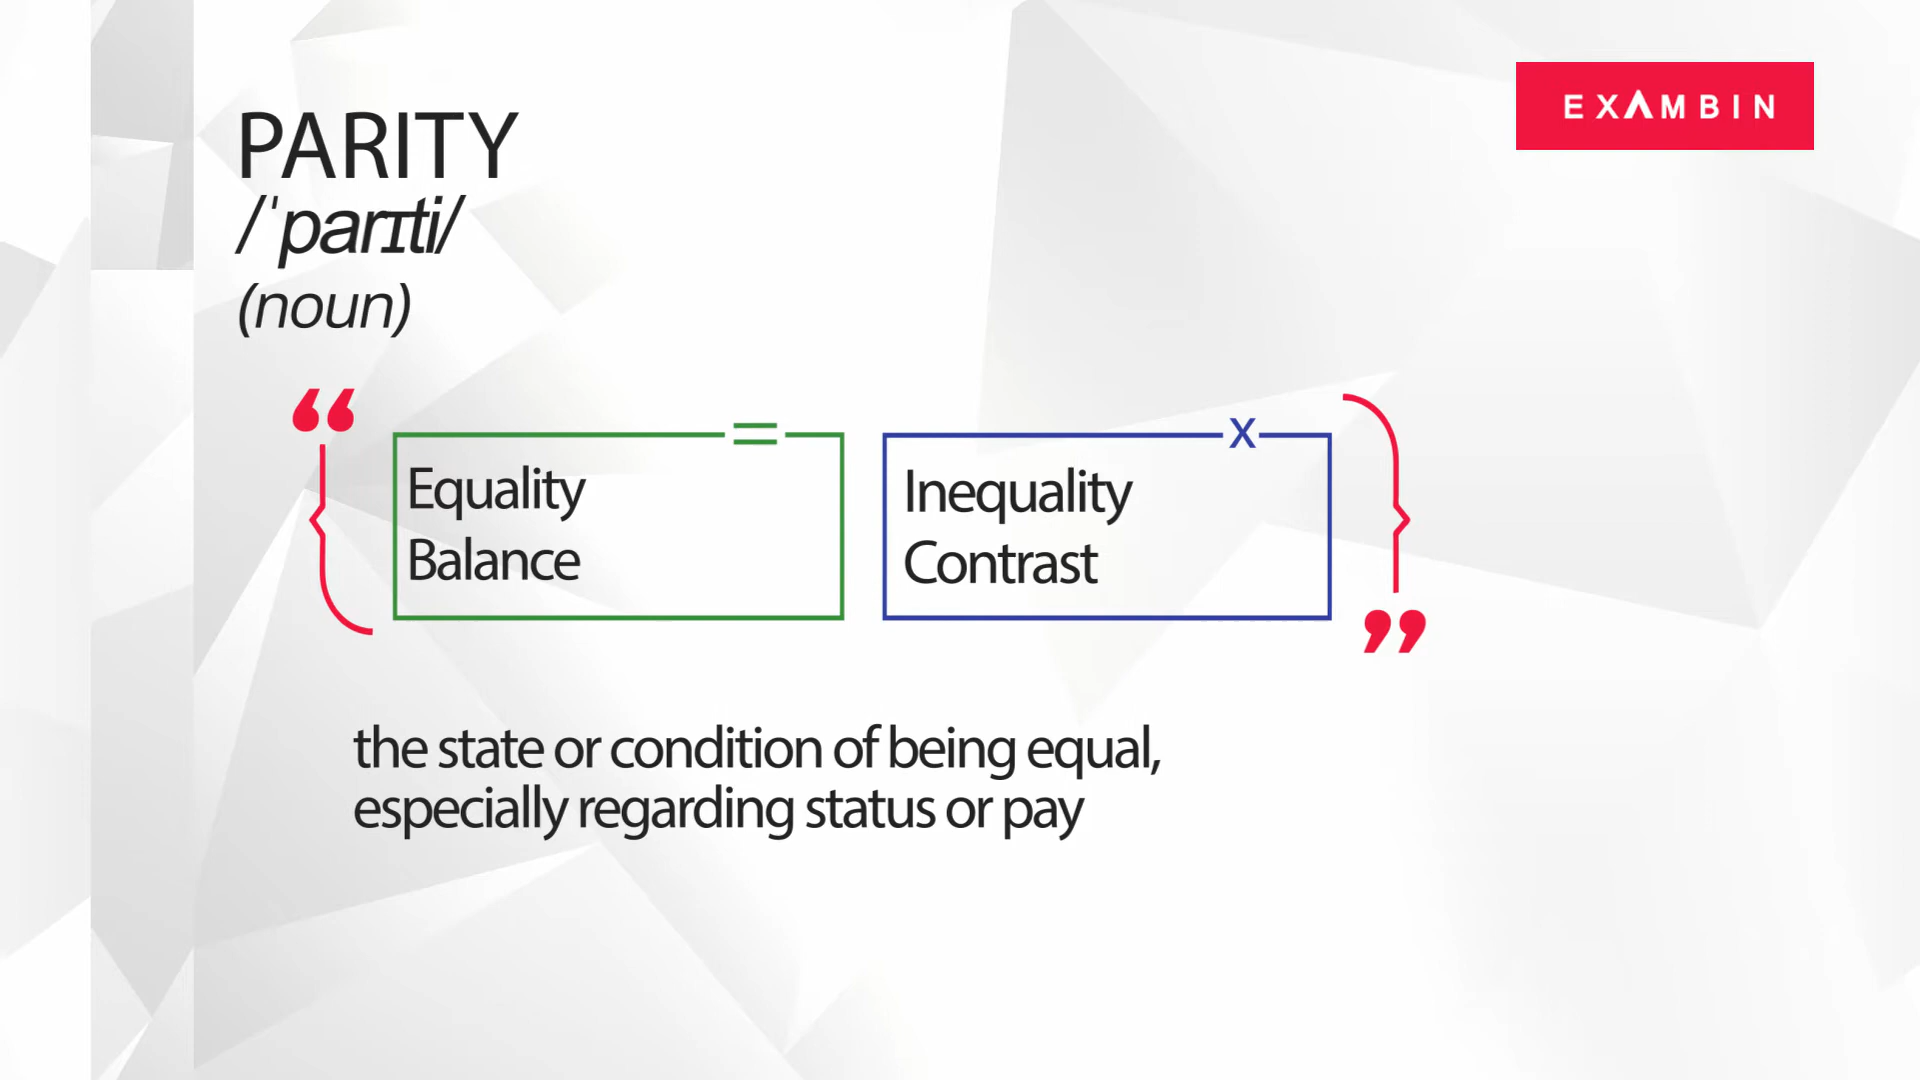 EXAMBIN
PARITY
/ˈparɪti/
(noun)
“
=
Equality
Balance
x
Inequality
Contrast
”
the state or condition of being equal,
especially regarding status or pay